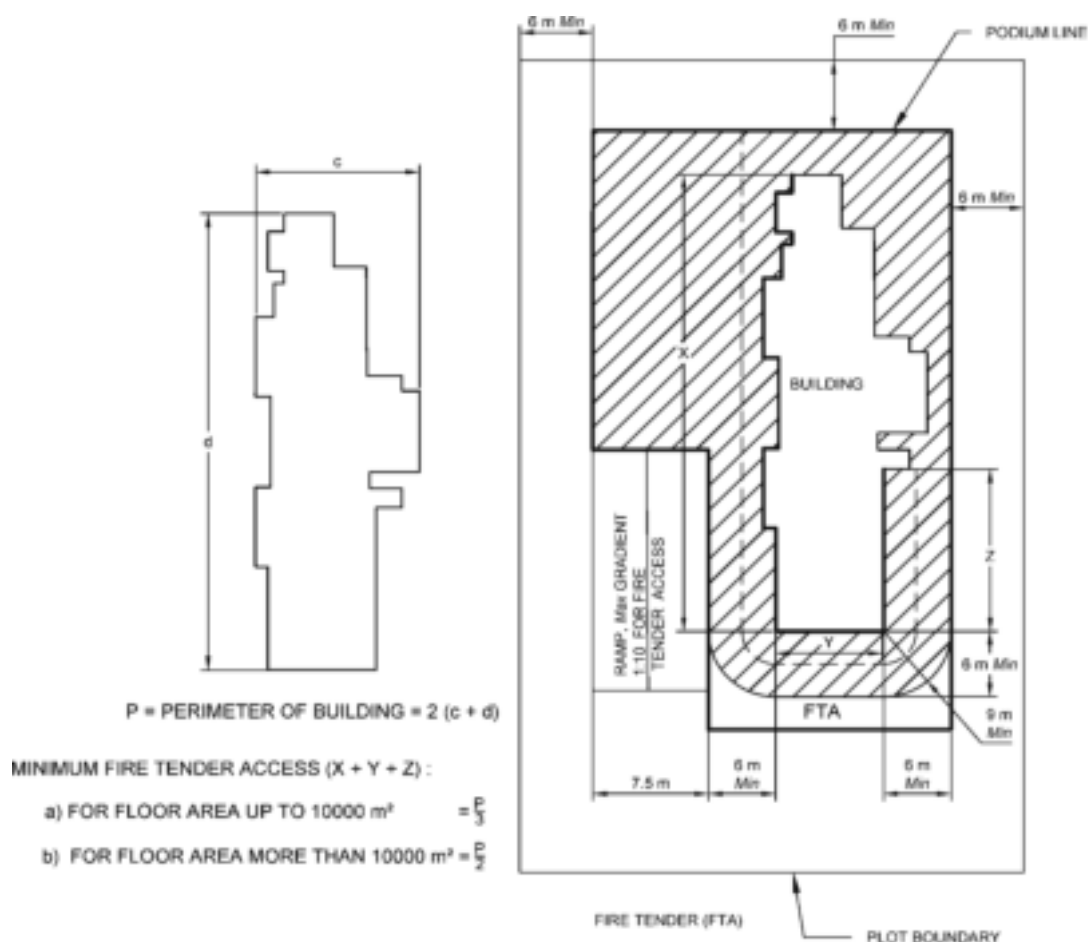 6 m Min
6 m Min
PODIUM LINE
c
6 m Min
d
X
BUILDING
RAMP, Max GRADIENT
1:10 FOR FIRE
TENDER ACCESS
Z
Y
6 m Min
FTA
9 m
Min
P = PERIMETER OF BUILDING = 2 (c + d)
MINIMUM FIRE TENDER ACCESS (X + Y + Z) :
7.5 m
6 m
Min
6 m
Min
a) FOR FLOOR AREA UP TO 10000 m² =
b) FOR FLOOR AREA MORE THAN 10000 m² =
FIRE TENDER (FTA)
PLOT BOUNDARY